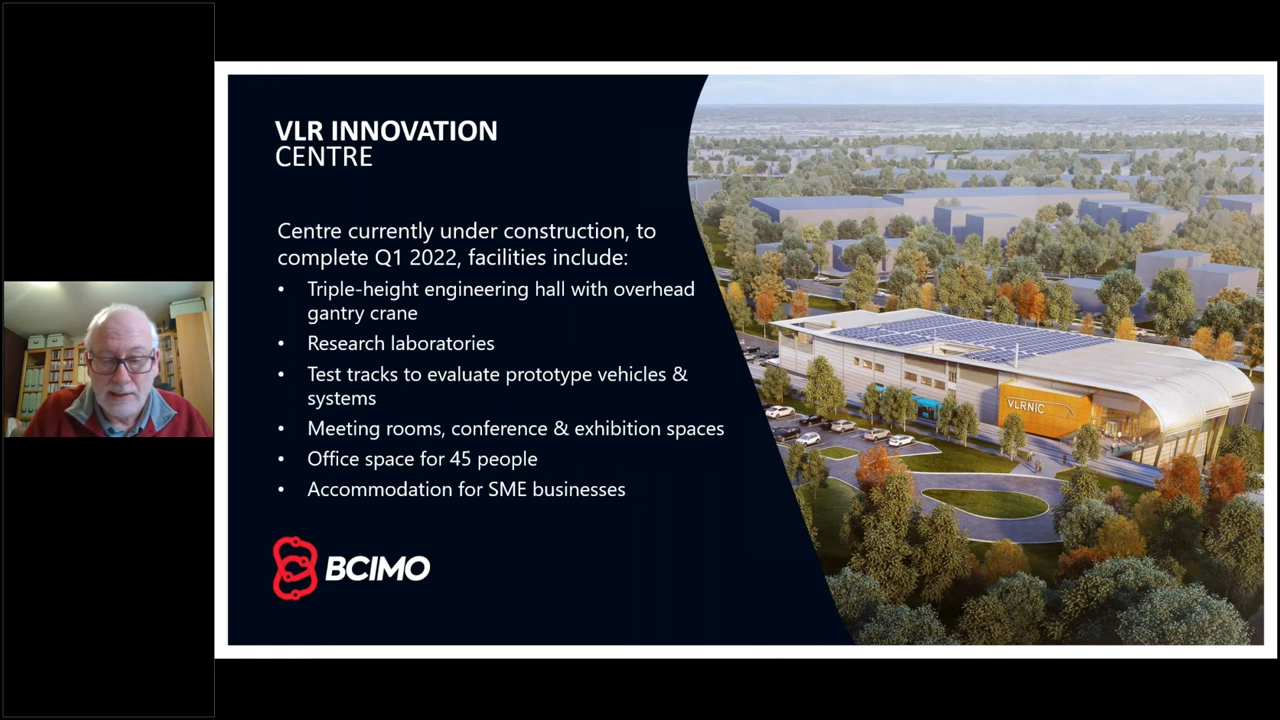 VLR INNOVATION
CENTRE
Centre currently under construction, to
complete Q1 2022, facilities include:
• Triple-height engineering hall with overhead
gantry crane
• Research laboratories
• Test tracks to evaluate prototype vehicles &
systems
• Meeting rooms, conference & exhibition spaces
• Office space for 45 people
• Accommodation for SME businesses
BCIMO
VLRNIC